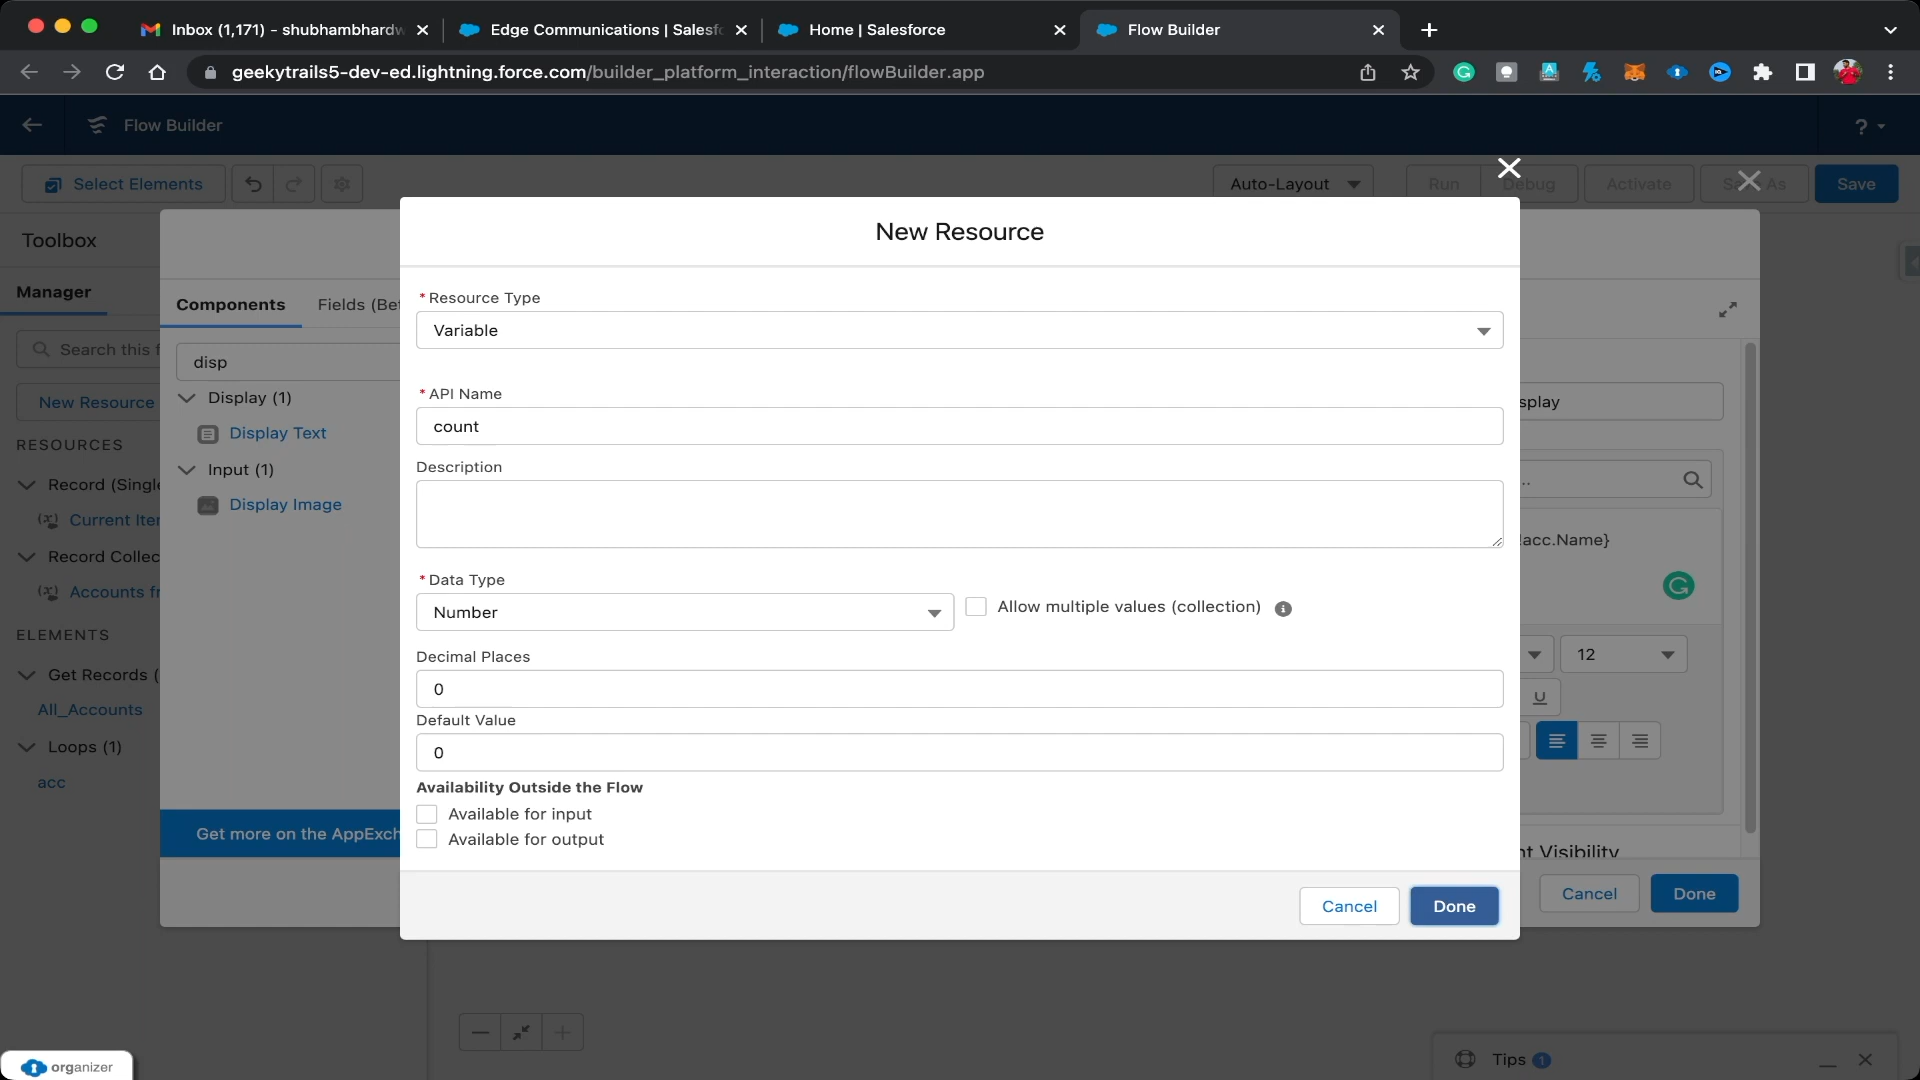 Inbox (1,171) - shubhambhardw
Edge Communications | Salesfo
Home | Salesforce
Flow Builder
geekytrails5-dev-ed.lightning.force.com/builder_platform_interaction/flowBuilder.app
Flow Builder
?
Select Elements
Auto-Layout
Run
Debug
Activate
Save As
Save
Toolbox
Manager
Search this f
New Resource
RESOURCES
Record (Single
Current Iter
Record Collec
Accounts fr
ELEMENTS
Get Records (
All_Accounts
Loops (1)
acc
Components
Fields (Bet
disp
Display (1)
Display Text
Input (1)
Display Image
Get more on the AppExch
New Resource
* Resource Type
Variable
* API Name
count
Description
* Data Type
Number
Allow multiple values (collection)
Decimal Places
0
Default Value
0
Availability Outside the Flow
Available for input
Available for output
Cancel
Done
splay
..
!acc.Name}
12
U
nt Visibility
Cancel
Done
Tips 1
organizer